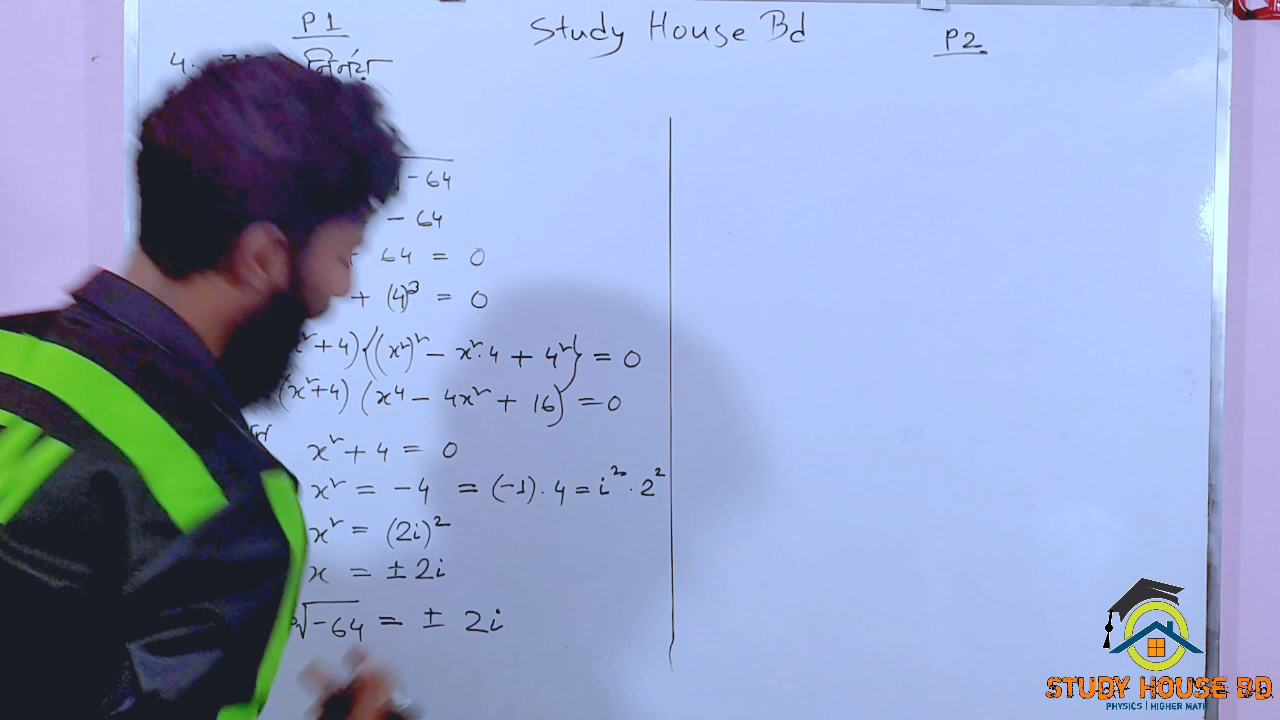 P1
Study House Bd
P2
4. নির্ণয়
√-64
- 64
64 = 0
+ (4)³ = 0
x² + 4) {(x²)² - x²·4 + 4²} = 0
(x²+4) (x⁴ - 4x² + 16) = 0
x² + 4 = 0
x² = -4 = (-1)·4 = i²·2²
x² = (2i)²
x = ± 2i
√-64 = ± 2i
STUDY HOUSE BD
PHYSICS | HIGHER MATH